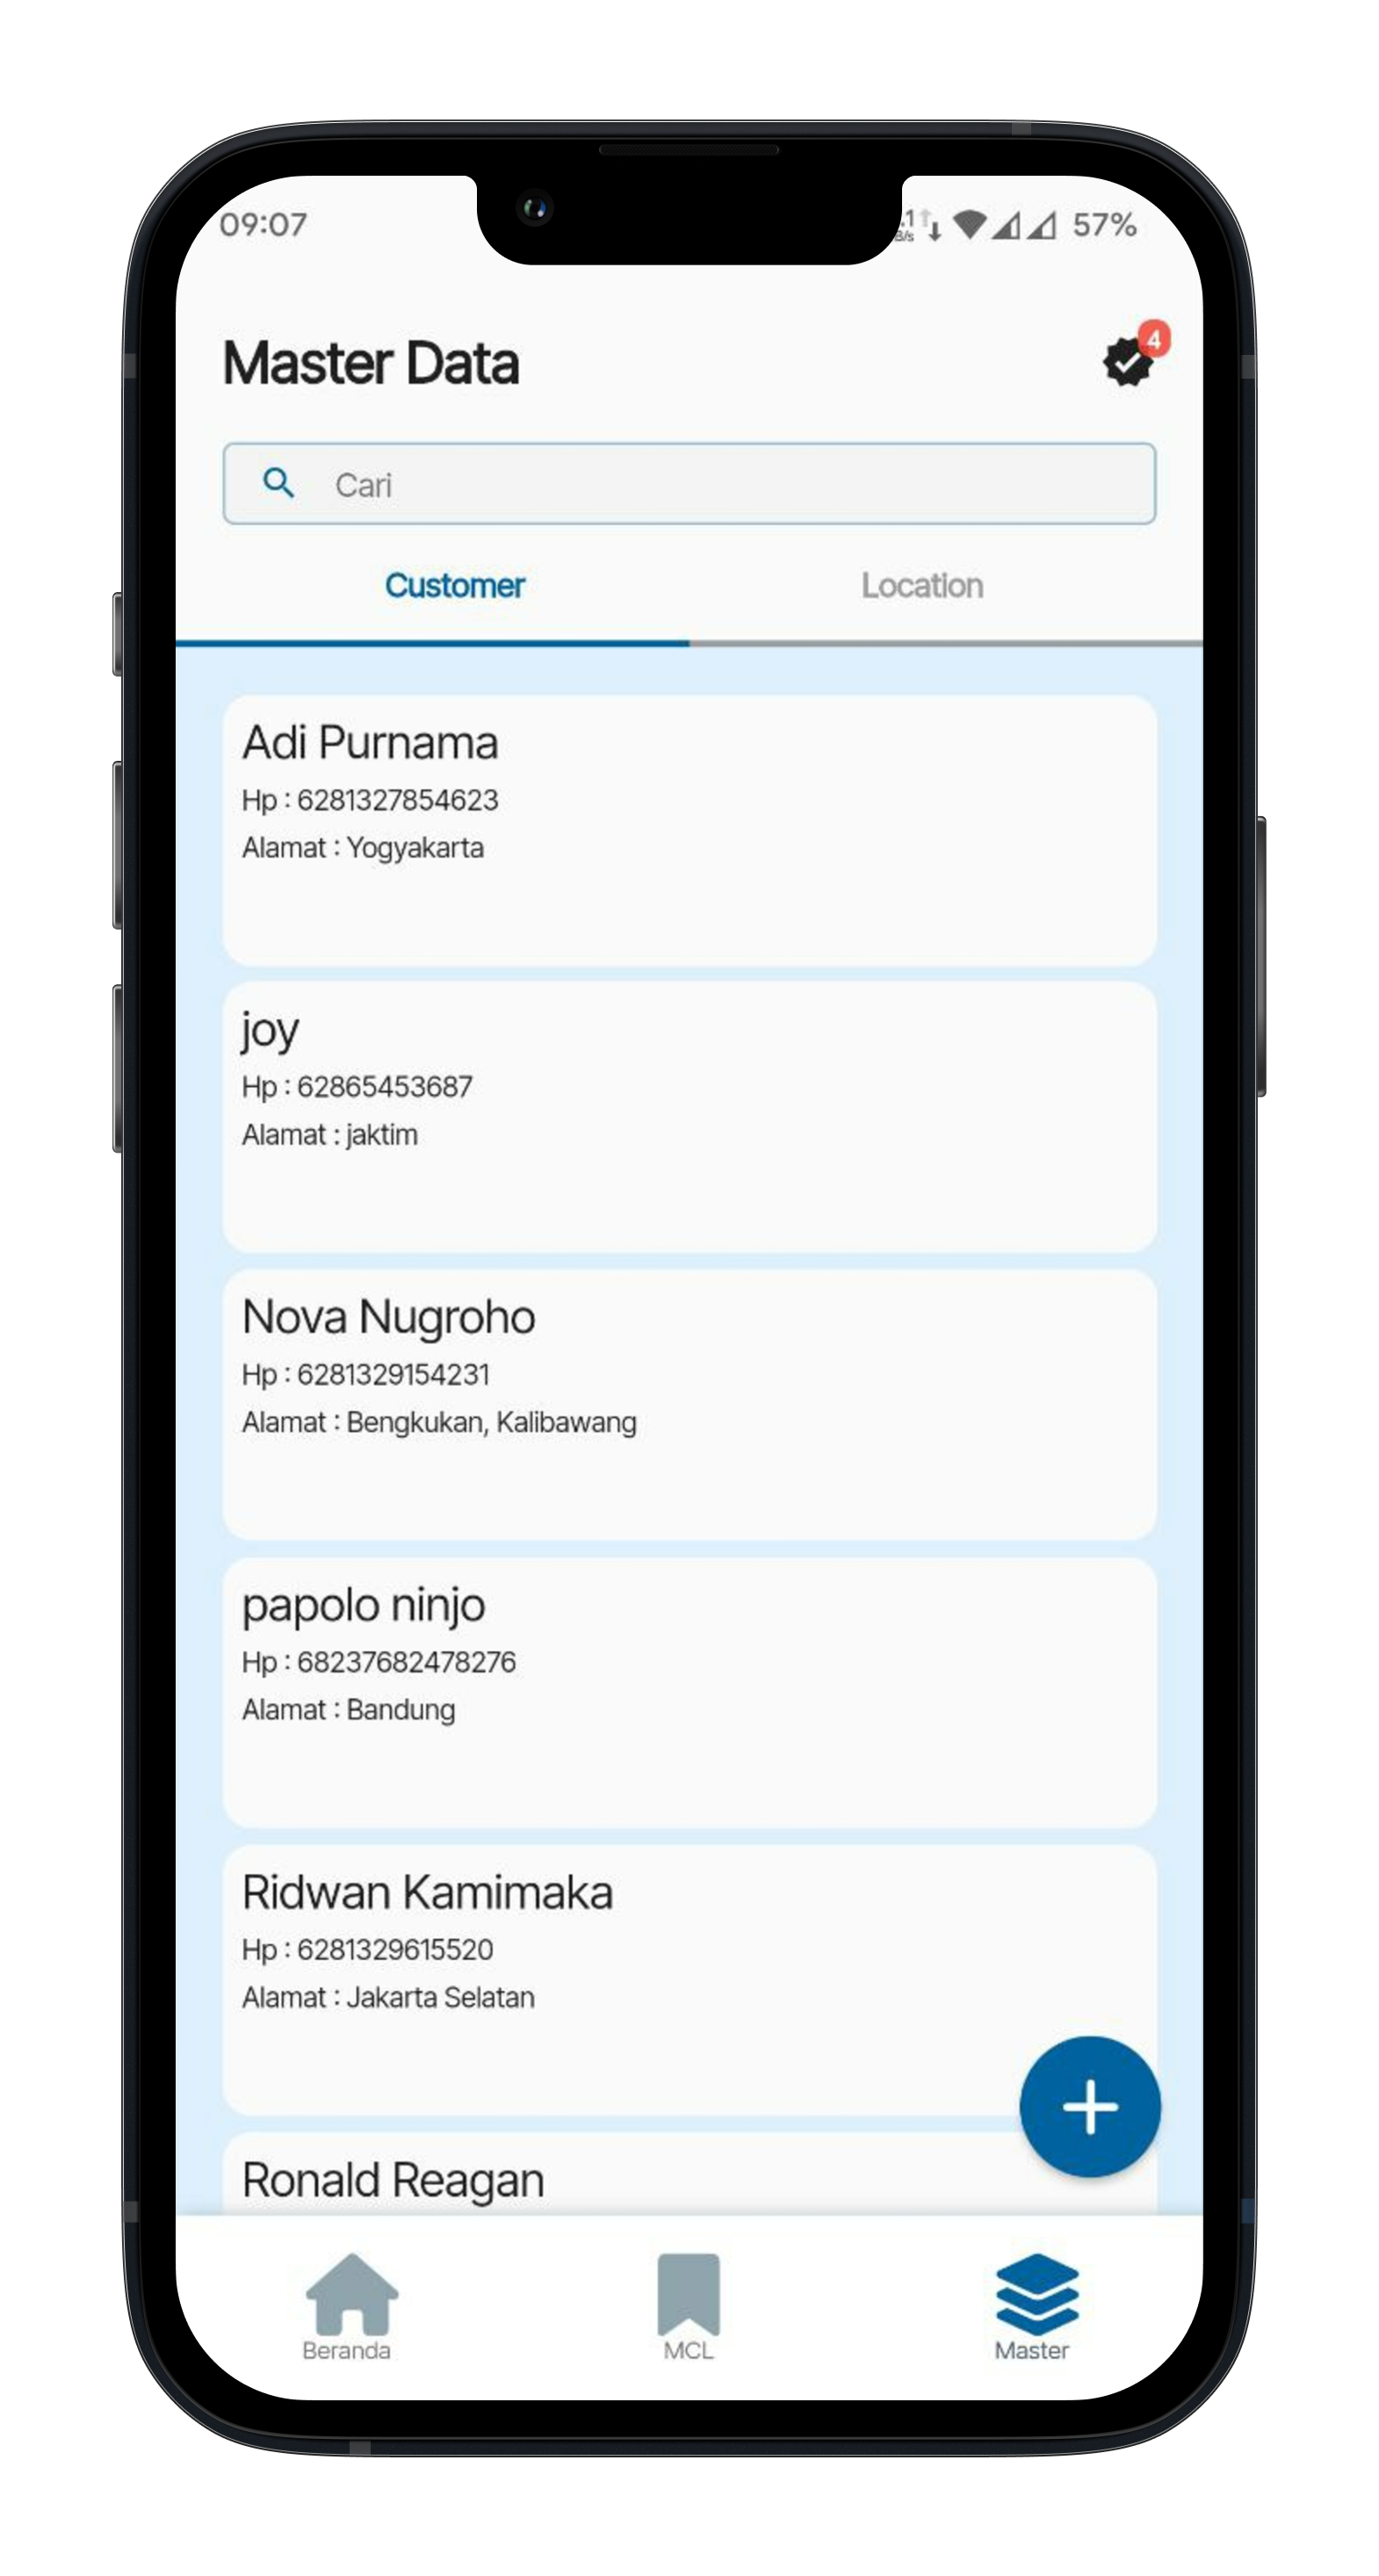 09:07
57%
Master Data
4
Cari
Customer Location
Adi Purnama
Hp : 6281327854623
Alamat : Yogyakarta
joy
Hp : 62865453687
Alamat : jaktim
Nova Nugroho
Hp : 6281329154231
Alamat : Bengkukan, Kalibawang
papolo ninjo
Hp : 68237682478276
Alamat : Bandung
Ridwan Kamimaka
Hp : 6281329615520
Alamat : Jakarta Selatan
Ronald Reagan
Beranda MCL Master